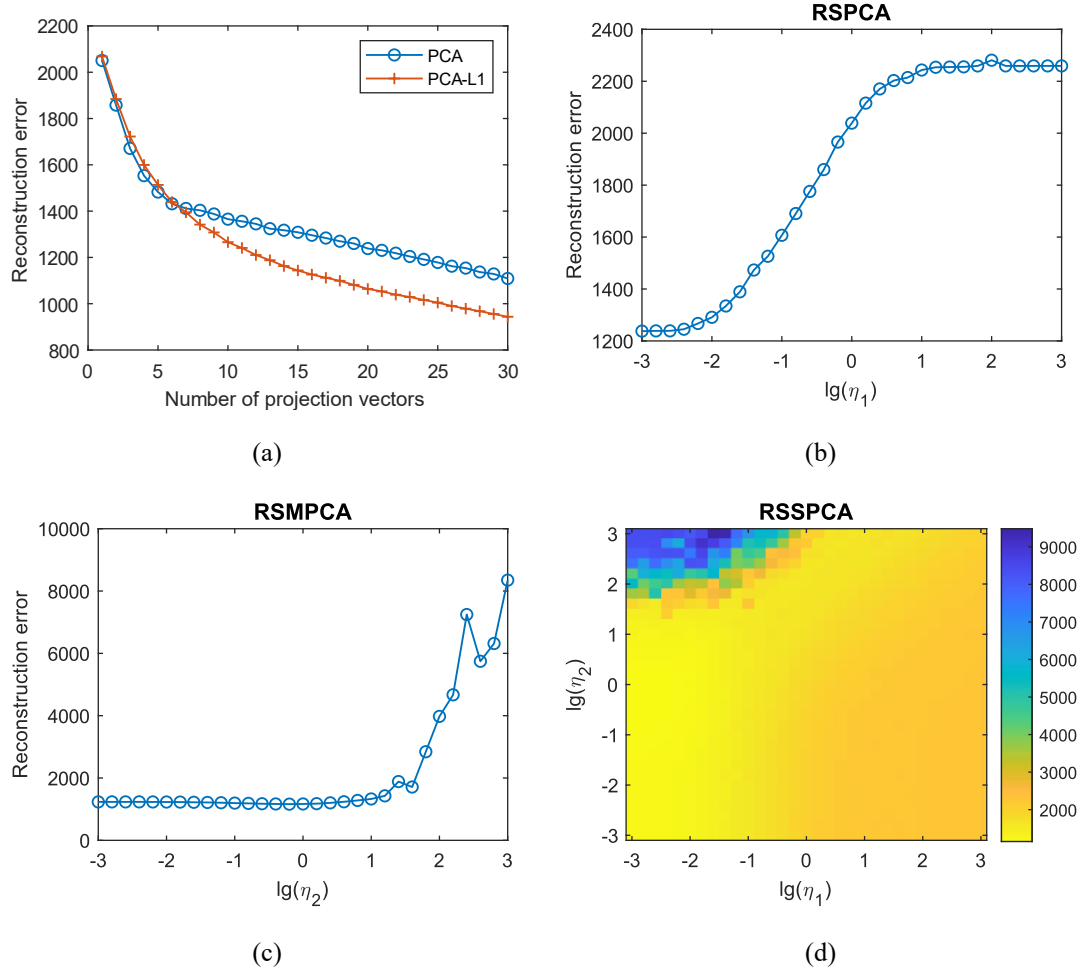 2200
2000
1800
1600
1400
1200
1000
800
0 5 10 15 20 25 30
Reconstruction error
Number of projection vectors
PCA
PCA-L1
(a)
RSPCA
2400
2200
2000
1800
1600
1400
1200
-3 -2 -1 0 1 2 3
Reconstruction error
lg(η₁)
(b)
RSMPCA
10000
8000
6000
4000
2000
0
-3 -2 -1 0 1 2 3
Reconstruction error
lg(η₂)
(c)
RSSPCA
3
2
1
0
-1
-2
-3
-3 -2 -1 0 1 2 3
lg(η₂)
lg(η₁)
9000
8000
7000
6000
5000
4000
3000
2000
(d)